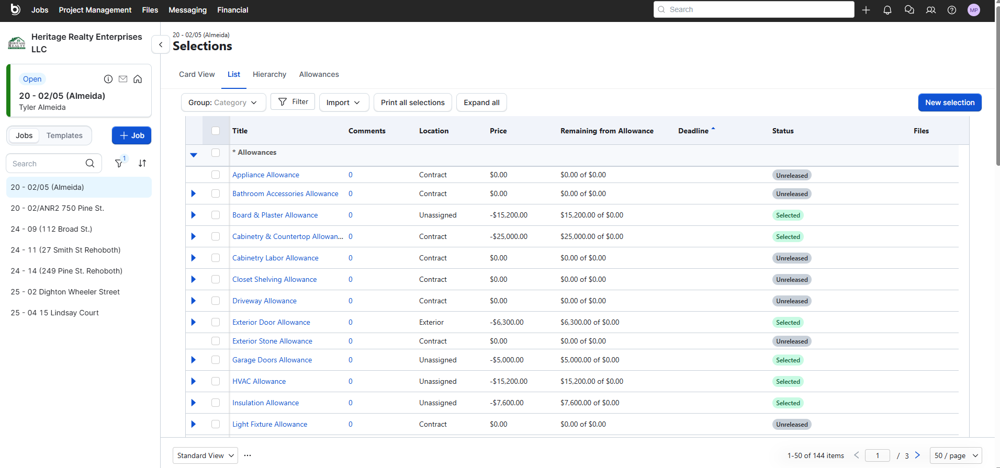 Jobs Project Management Files Messaging Financial Search MP
Heritage Realty Enterprises
LLC
HERITAGE
REALTY
Open
20 - 02/05 (Almeida)
Tyler Almeida
Jobs Templates + Job
Search 1
20 - 02/05 (Almeida)
20 - 02/ANR2 750 Pine St.
24 - 09 (112 Broad St.)
24 - 11 (27 Smith St Rehoboth)
24 - 14 (249 Pine St. Rehoboth)
25 - 02 Dighton Wheeler Street
25 - 04 15 Lindsay Court
20 - 02/05 (Almeida)
Selections
Card View List Hierarchy Allowances
Group: Category Filter Import Print all selections Expand all New selection
Title Comments Location Price Remaining from Allowance Deadline Status Files
* Allowances
Appliance Allowance 0 Contract $0.00 $0.00 of $0.00 Unreleased
Bathroom Accessories Allowance 0 Contract $0.00 $0.00 of $0.00 Unreleased
Board & Plaster Allowance 0 Unassigned -$15,200.00 $15,200.00 of $0.00 Selected
Cabinetry & Countertop Allowan... 0 Contract -$25,000.00 $25,000.00 of $0.00 Selected
Cabinetry Labor Allowance 0 Contract $0.00 $0.00 of $0.00 Unreleased
Closet Shelving Allowance 0 Contract $0.00 $0.00 of $0.00 Unreleased
Driveway Allowance 0 Contract $0.00 $0.00 of $0.00 Unreleased
Exterior Door Allowance 0 Exterior -$6,300.00 $6,300.00 of $0.00 Selected
Exterior Stone Allowance 0 Contract $0.00 $0.00 of $0.00 Unreleased
Garage Doors Allowance 0 Unassigned -$5,000.00 $5,000.00 of $0.00 Selected
HVAC Allowance 0 Unassigned -$15,200.00 $15,200.00 of $0.00 Selected
Insulation Allowance 0 Unassigned -$7,600.00 $7,600.00 of $0.00 Selected
Light Fixture Allowance 0 Contract $0.00 $0.00 of $0.00 Unreleased
Standard View ... 1-50 of 144 items < 1 / 3 > 50 / page